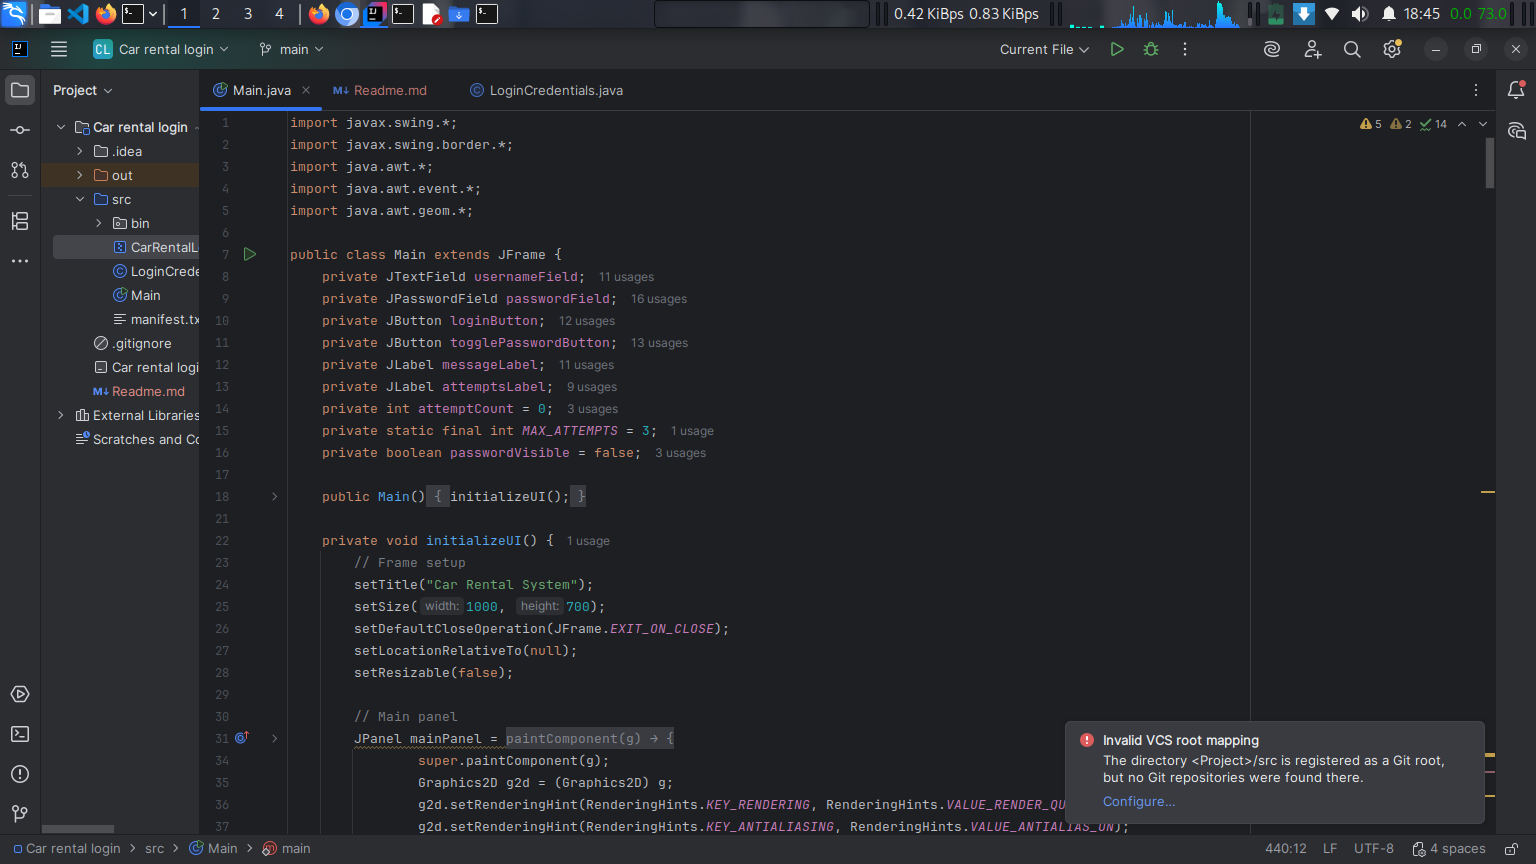 1 2 3 4 0.42 KiBps 0.83 KiBps 18:45 0.0 73.0
CL Car rental login main Current File
Project
Main.java Readme.md LoginCredentials.java
Car rental login
.idea
out
src
bin
CarRentalL
LoginCrede
Main
manifest.tx
.gitignore
Car rental logi
M↓ Readme.md
External Libraries
Scratches and Co
5 2 14
1 import javax.swing.*;
2 import javax.swing.border.*;
3 import java.awt.*;
4 import java.awt.event.*;
5 import java.awt.geom.*;
6
7 public class Main extends JFrame {
8 private JTextField usernameField; 11 usages
9 private JPasswordField passwordField; 16 usages
10 private JButton loginButton; 12 usages
11 private JButton togglePasswordButton; 13 usages
12 private JLabel messageLabel; 11 usages
13 private JLabel attemptsLabel; 9 usages
14 private int attemptCount = 0; 3 usages
15 private static final int MAX_ATTEMPTS = 3; 1 usage
16 private boolean passwordVisible = false; 3 usages
17
18 public Main() { initializeUI(); }
21
22 private void initializeUI() { 1 usage
23 // Frame setup
24 setTitle("Car Rental System");
25 setSize( width: 1000, height: 700);
26 setDefaultCloseOperation(JFrame.EXIT_ON_CLOSE);
27 setLocationRelativeTo(null);
28 setResizable(false);
29
30 // Main panel
31 JPanel mainPanel = paintComponent(g) → {
34 super.paintComponent(g);
35 Graphics2D g2d = (Graphics2D) g;
36 g2d.setRenderingHint(RenderingHints.KEY_RENDERING, RenderingHints.VALUE_RENDER_QU
37 g2d.setRenderingHint(RenderingHints.KEY_ANTIALIASING, RenderingHints.VALUE_ANTIALIAS_ON);
Invalid VCS root mapping
The directory <Project>/src is registered as a Git root,
but no Git repositories were found there.
Configure...
Car rental login > src > Main > main 440:12 LF UTF-8 4 spaces